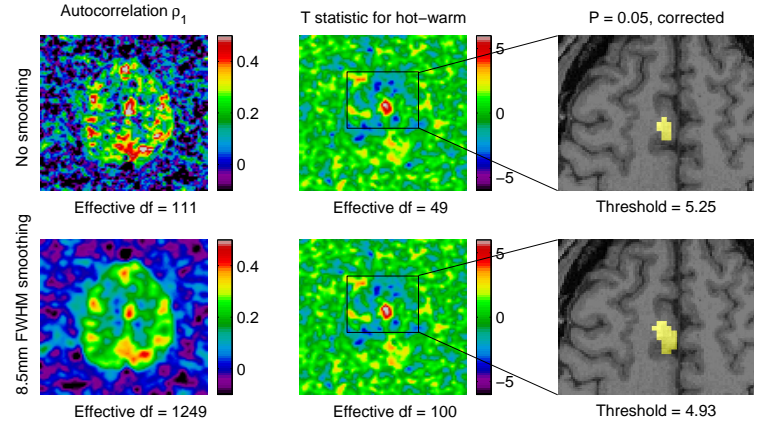 Autocorrelation ρ1
T statistic for hot−warm
P = 0.05, corrected
No smoothing
0.4
0.2
0
5
0
−5
Effective df = 111
Effective df = 49
Threshold = 5.25
8.5mm FWHM smoothing
0.4
0.2
0
5
0
−5
Effective df = 1249
Effective df = 100
Threshold = 4.93